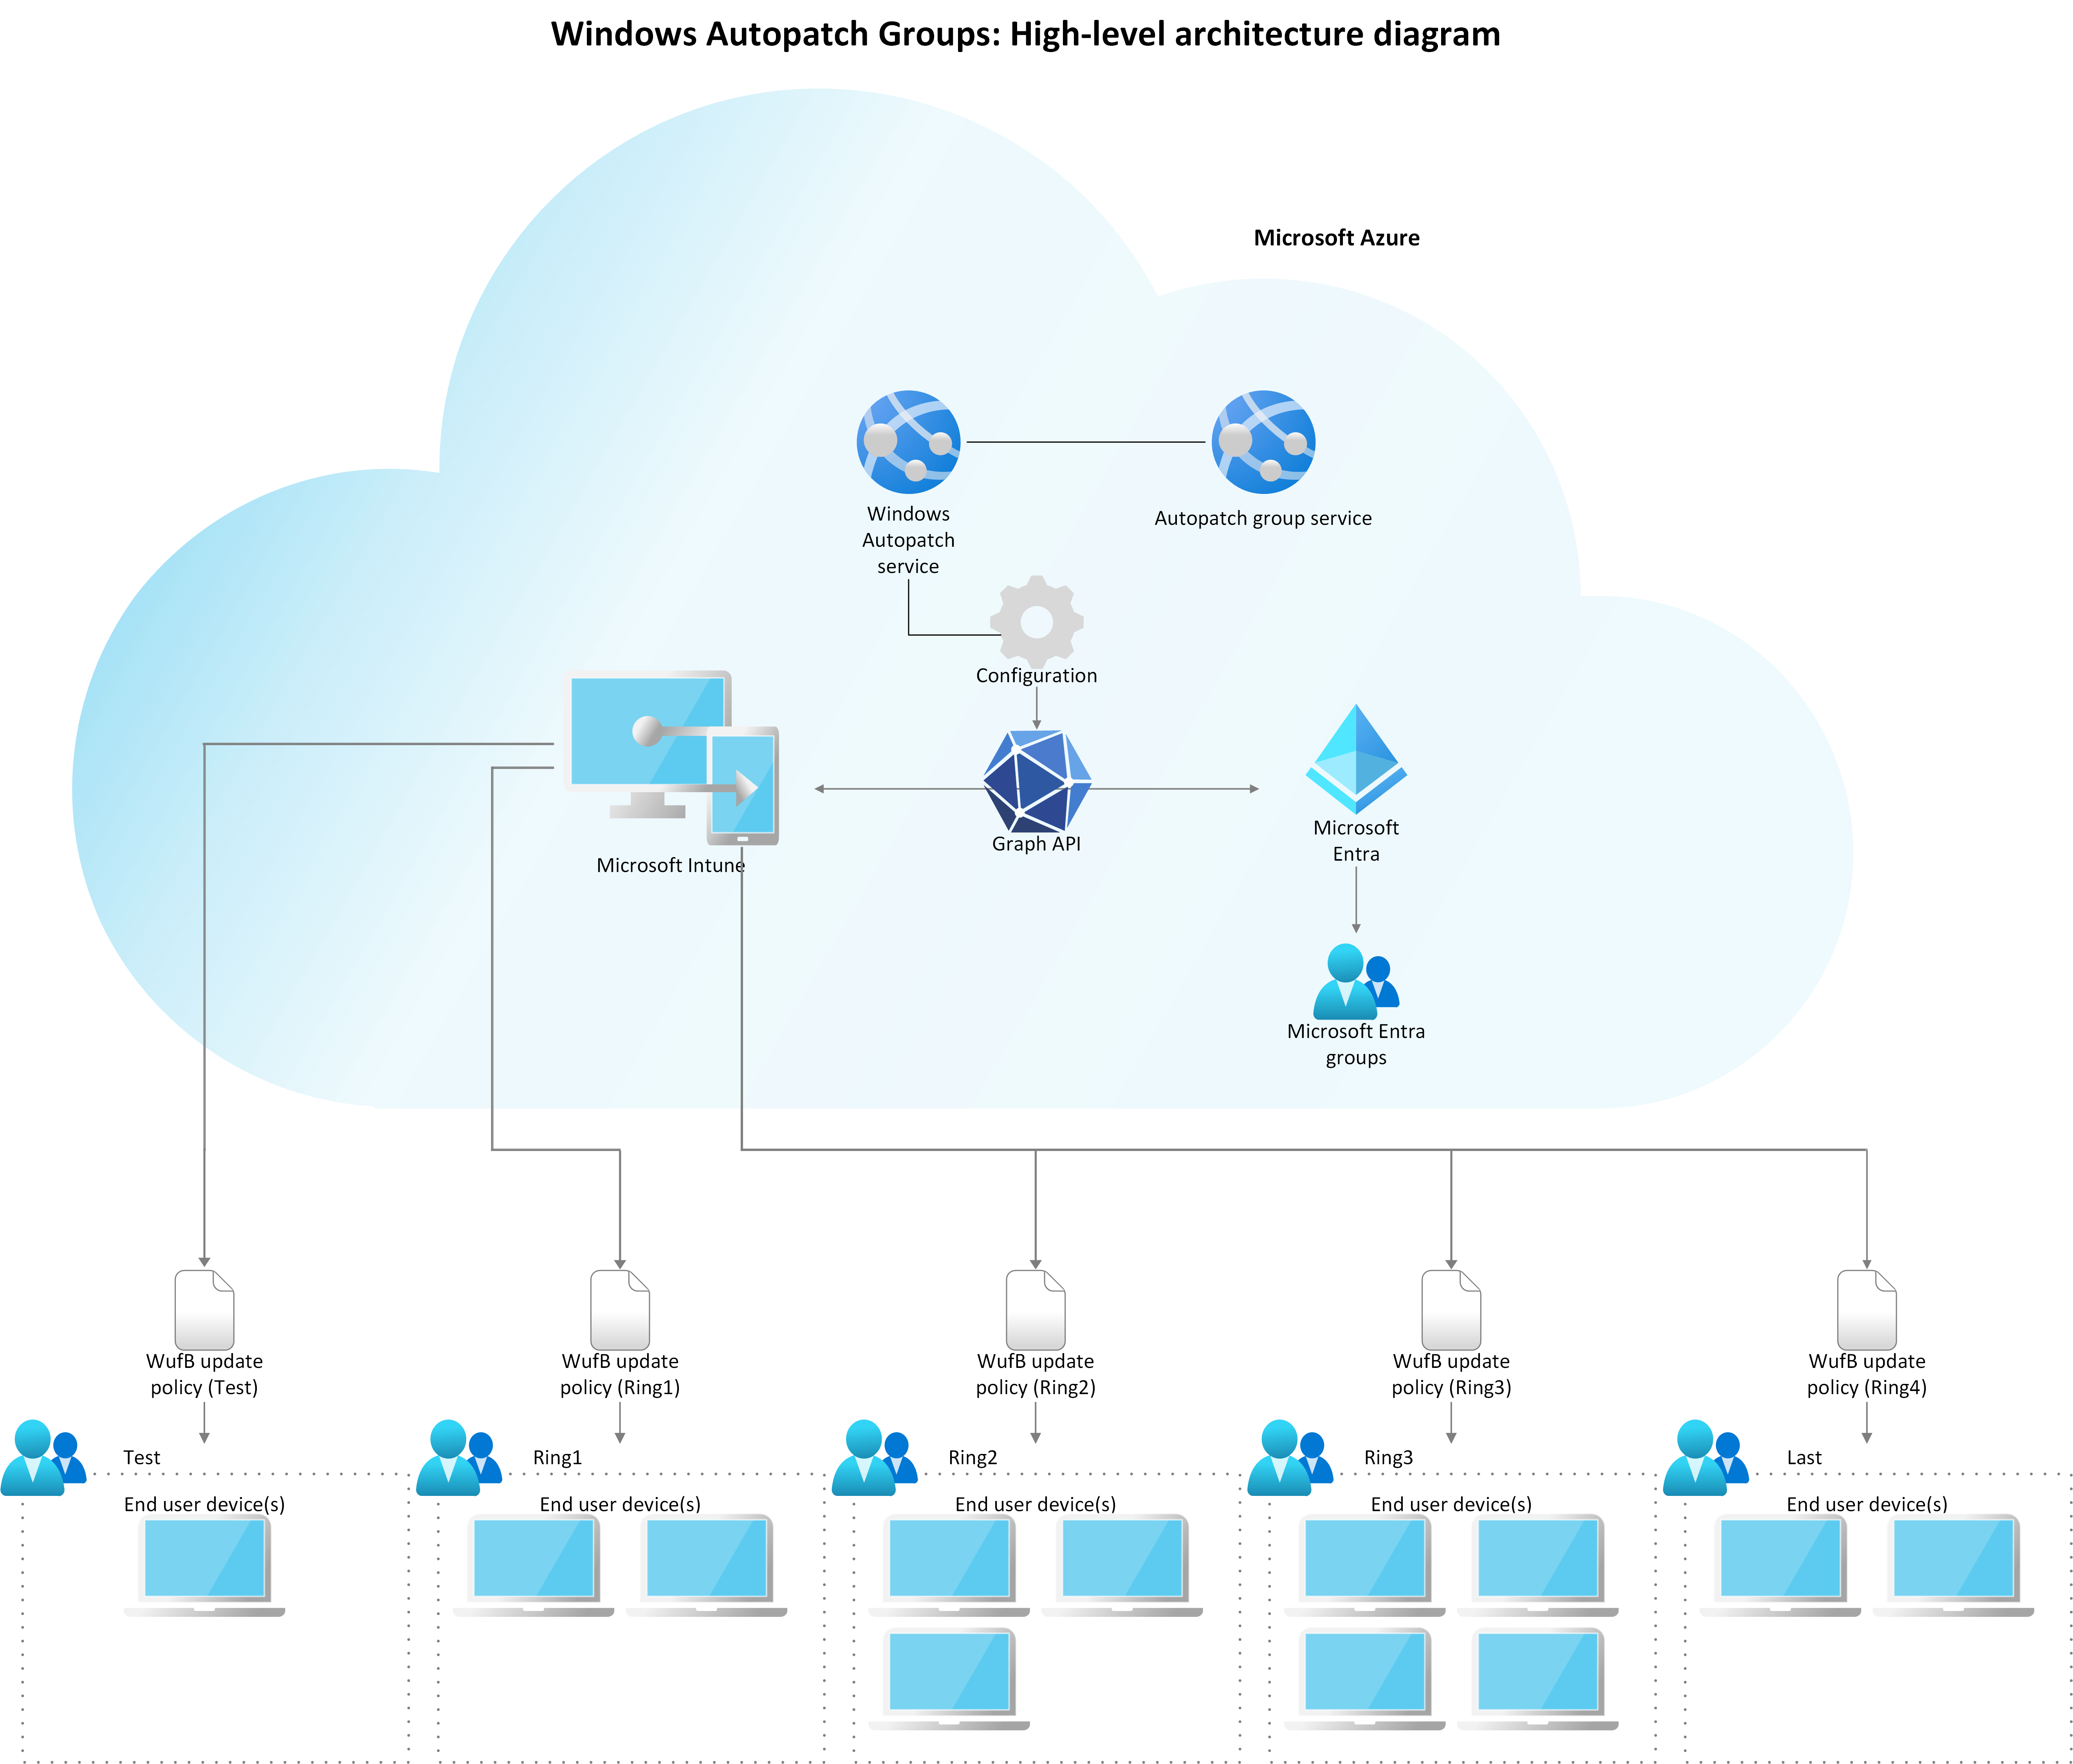 Windows Autopatch Groups: High-level architecture diagram
Microsoft Azure
Windows
Autopatch
service
Autopatch group service
Configuration
Graph API
Microsoft Intune
Microsoft
Entra
Microsoft Entra
groups
WufB update
policy (Test)
WufB update
policy (Ring1)
WufB update
policy (Ring2)
WufB update
policy (Ring3)
WufB update
policy (Ring4)
Test
Ring1
Ring2
Ring3
Last
End user device(s)
End user device(s)
End user device(s)
End user device(s)
End user device(s)